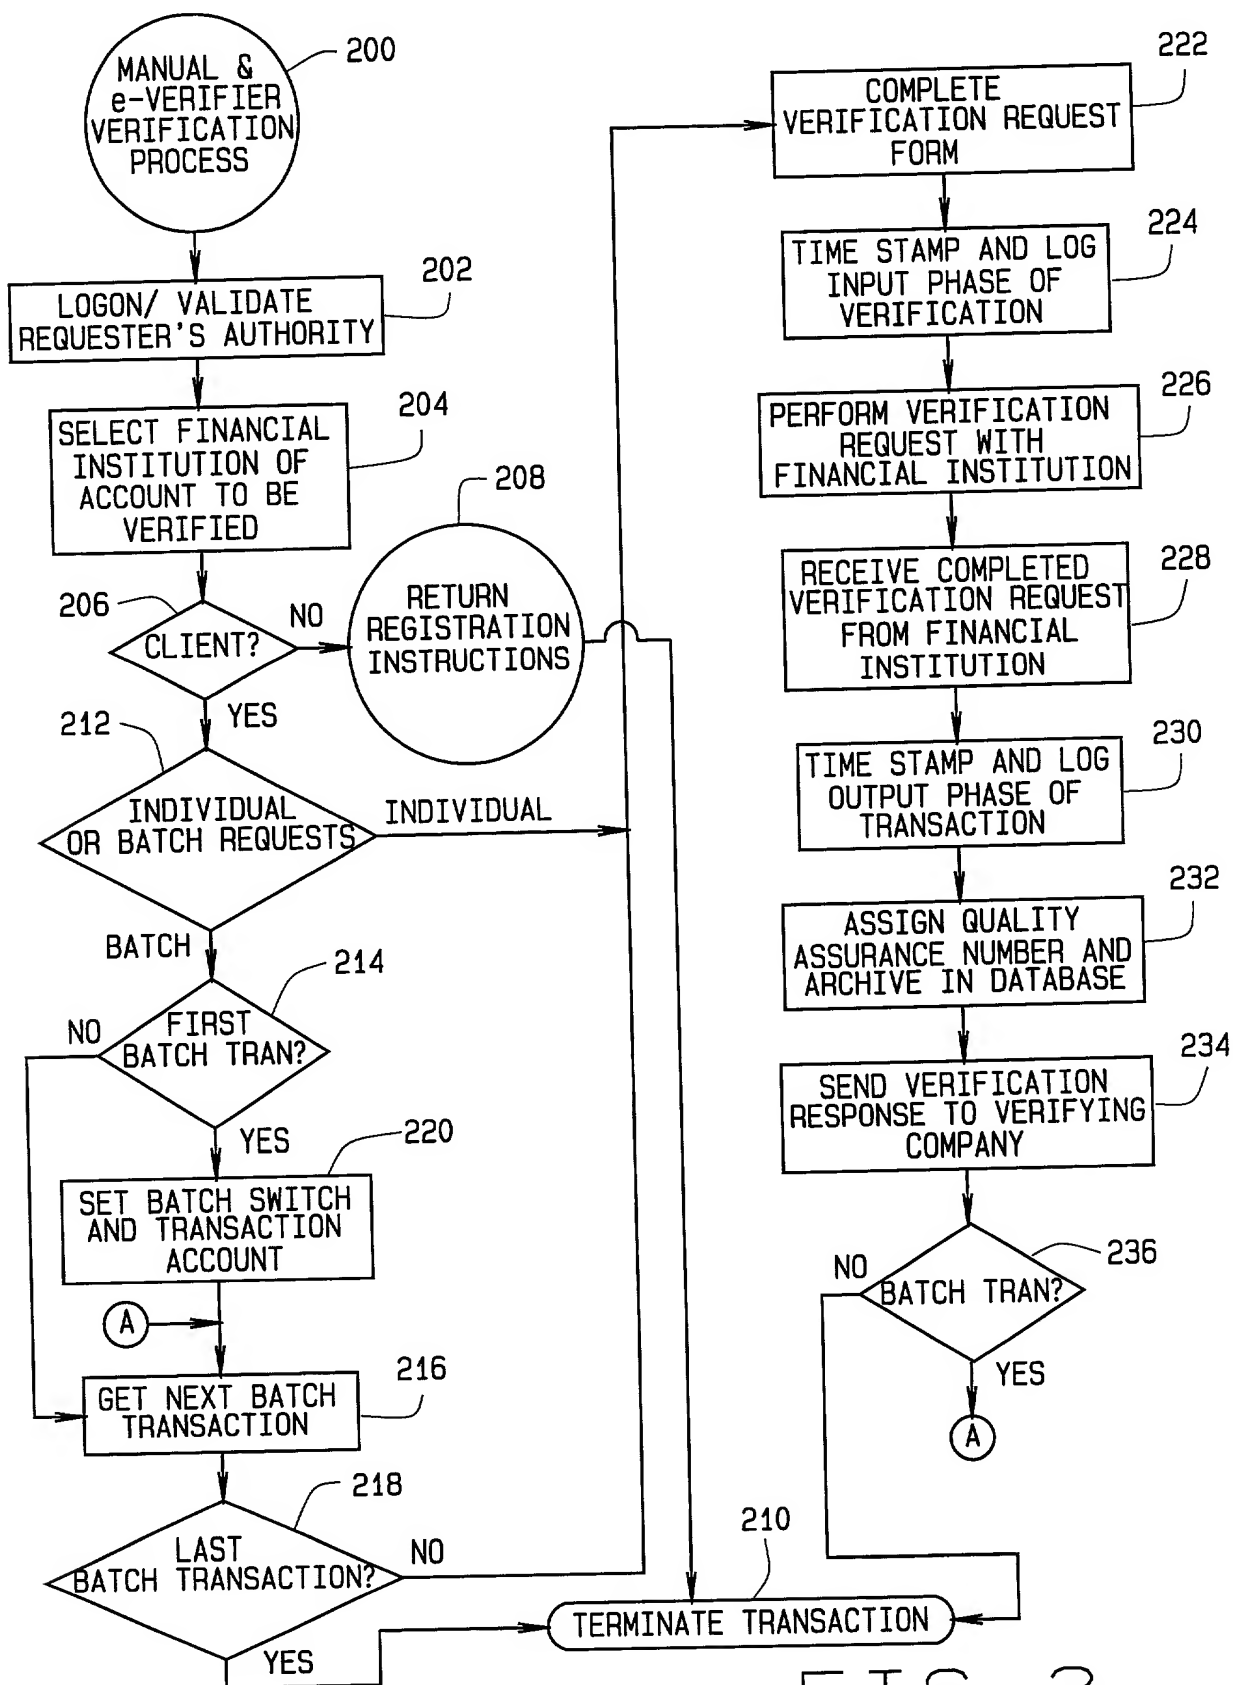 200
MANUAL &
e-VERIFIER
VERIFICATION
PROCESS
202
LOGON/ VALIDATE
REQUESTER'S AUTHORITY
204
SELECT FINANCIAL
INSTITUTION OF
ACCOUNT TO BE
VERIFIED
206
CLIENT?
NO
YES
208
RETURN
REGISTRATION
INSTRUCTIONS
212
INDIVIDUAL
OR BATCH REQUESTS
INDIVIDUAL
BATCH
214
FIRST
BATCH TRAN?
NO
YES
220
SET BATCH SWITCH
AND TRANSACTION
ACCOUNT
A
216
GET NEXT BATCH
TRANSACTION
218
LAST
BATCH TRANSACTION?
NO
YES
222
COMPLETE
VERIFICATION REQUEST
FORM
224
TIME STAMP AND LOG
INPUT PHASE OF
VERIFICATION
226
PERFORM VERIFICATION
REQUEST WITH
FINANCIAL INSTITUTION
228
RECEIVE COMPLETED
VERIFICATION REQUEST
FROM FINANCIAL
INSTITUTION
230
TIME STAMP AND LOG
OUTPUT PHASE OF
TRANSACTION
232
ASSIGN QUALITY
ASSURANCE NUMBER AND
ARCHIVE IN DATABASE
234
SEND VERIFICATION
RESPONSE TO VERIFYING
COMPANY
236
BATCH TRAN?
NO
YES
A
210
TERMINATE TRANSACTION